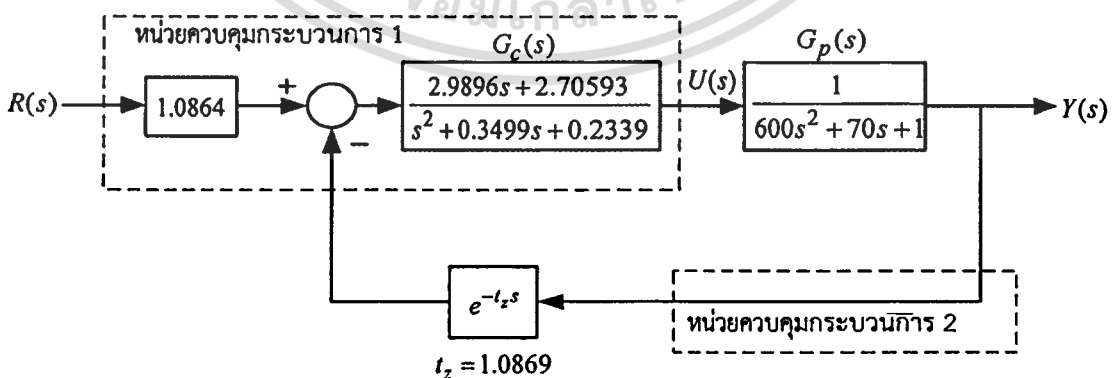 หน่วยควบคุมกระบวนการ 1
G_c(s)
G_p(s)
R(s)
1.0864
+
−
2.9896s + 2.70593
s^2 + 0.3499s + 0.2339
U(s)
1
600s^2 + 70s + 1
Y(s)
e^{-t_z s}
t_z = 1.0869
หน่วยควบคุมกระบวนการ 2